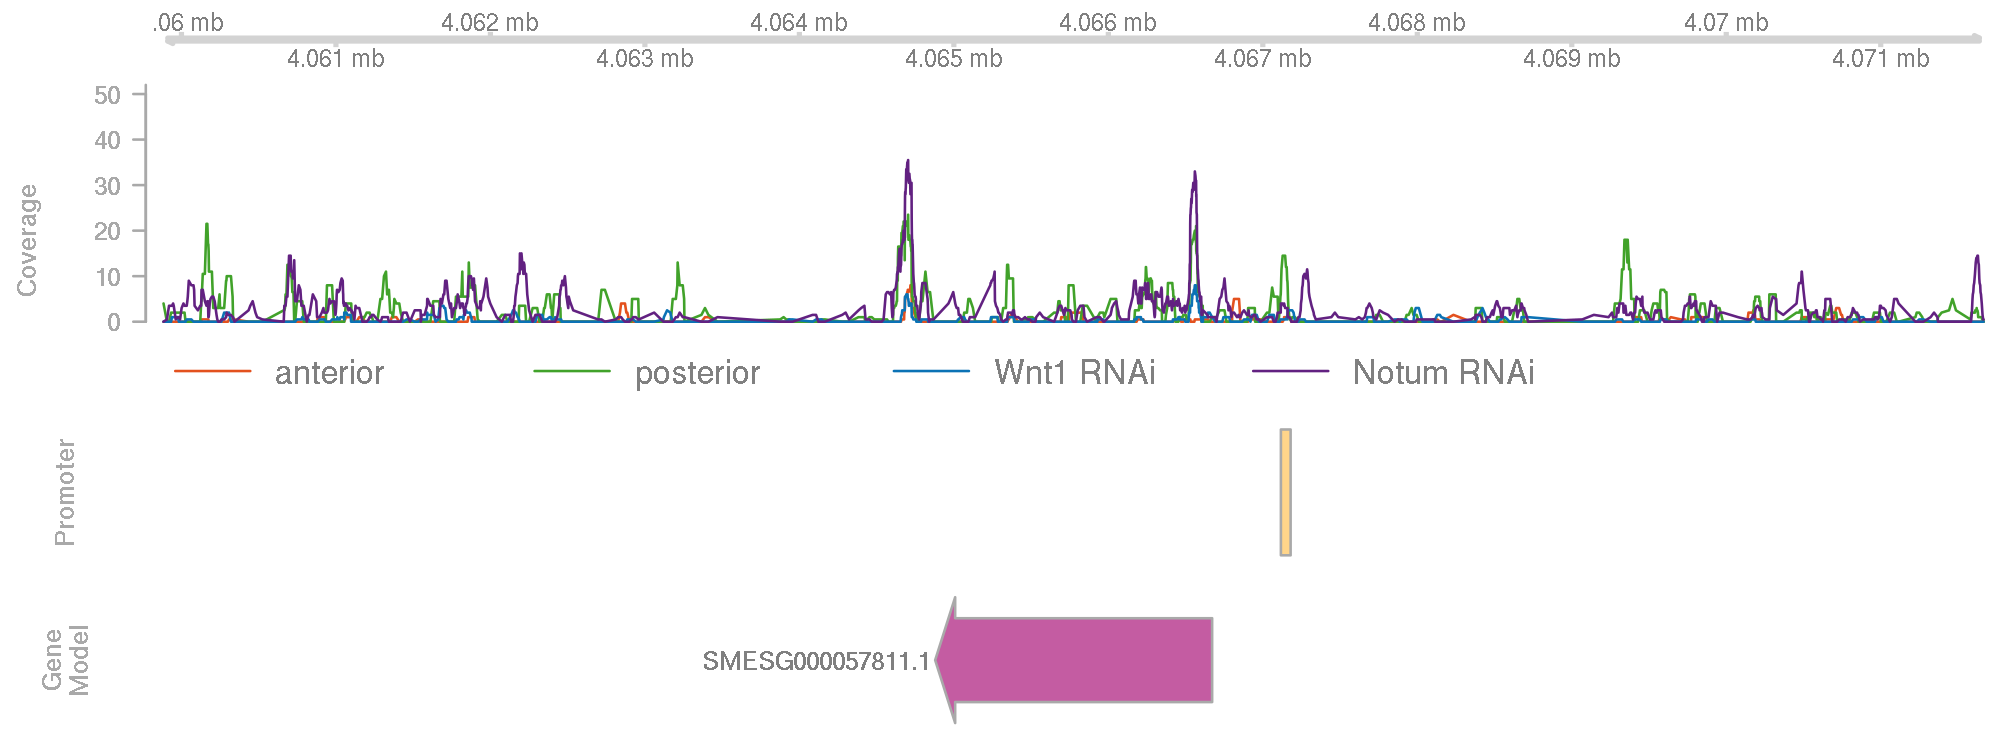 .06 mb 4.062 mb 4.064 mb 4.066 mb 4.068 mb 4.07 mb
4.061 mb 4.063 mb 4.065 mb 4.067 mb 4.069 mb 4.071 mb
Coverage
50
40
30
20
10
0
anterior posterior Wnt1 RNAi Notum RNAi
Promoter
Gene
Model
SMESG000057811.1